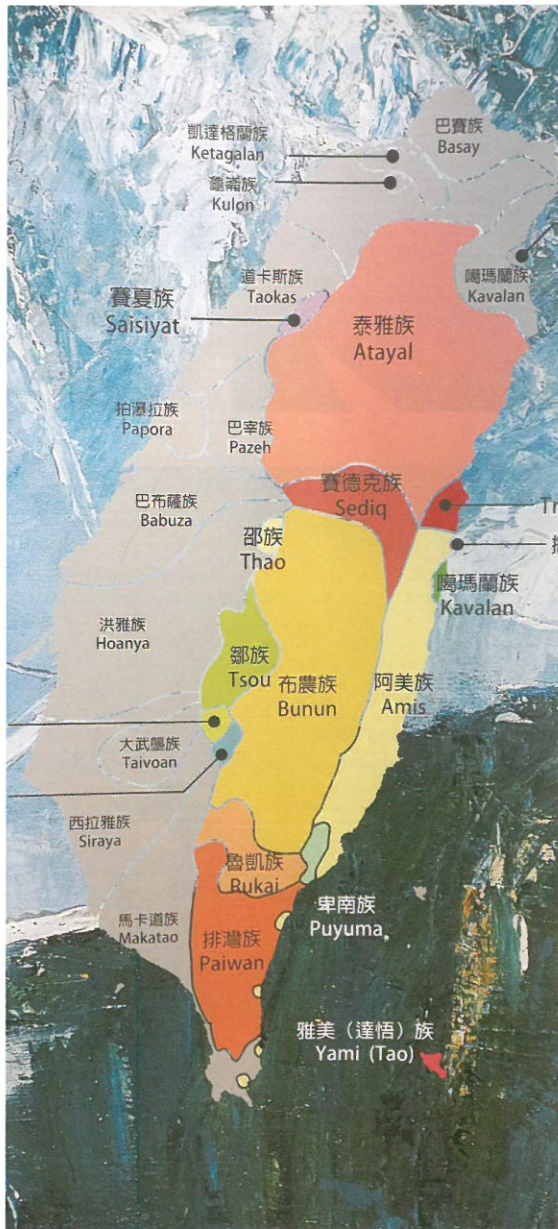 巴賽族
Basay
凱達格蘭族
Ketagalan
龜崙族
Kulon
道卡斯族
Taokas
噶瑪蘭族
Kavalan
賽夏族
Saisiyat
泰雅族
Atayal
拍瀑拉族
Papora
巴宰族
Pazeh
賽德克族
Sediq
巴布薩族
Babuza
Tr
邵族
Thao
噶瑪蘭族
Kavalan
洪雅族
Hoanya
鄒族
Tsou
布農族
Bunun
阿美族
Amis
大武壟族
Taivoan
西拉雅族
Siraya
魯凱族
Rukai
卑南族
Puyuma
馬卡道族
Makatao
排灣族
Paiwan
雅美（達悟）族
Yami (Tao)